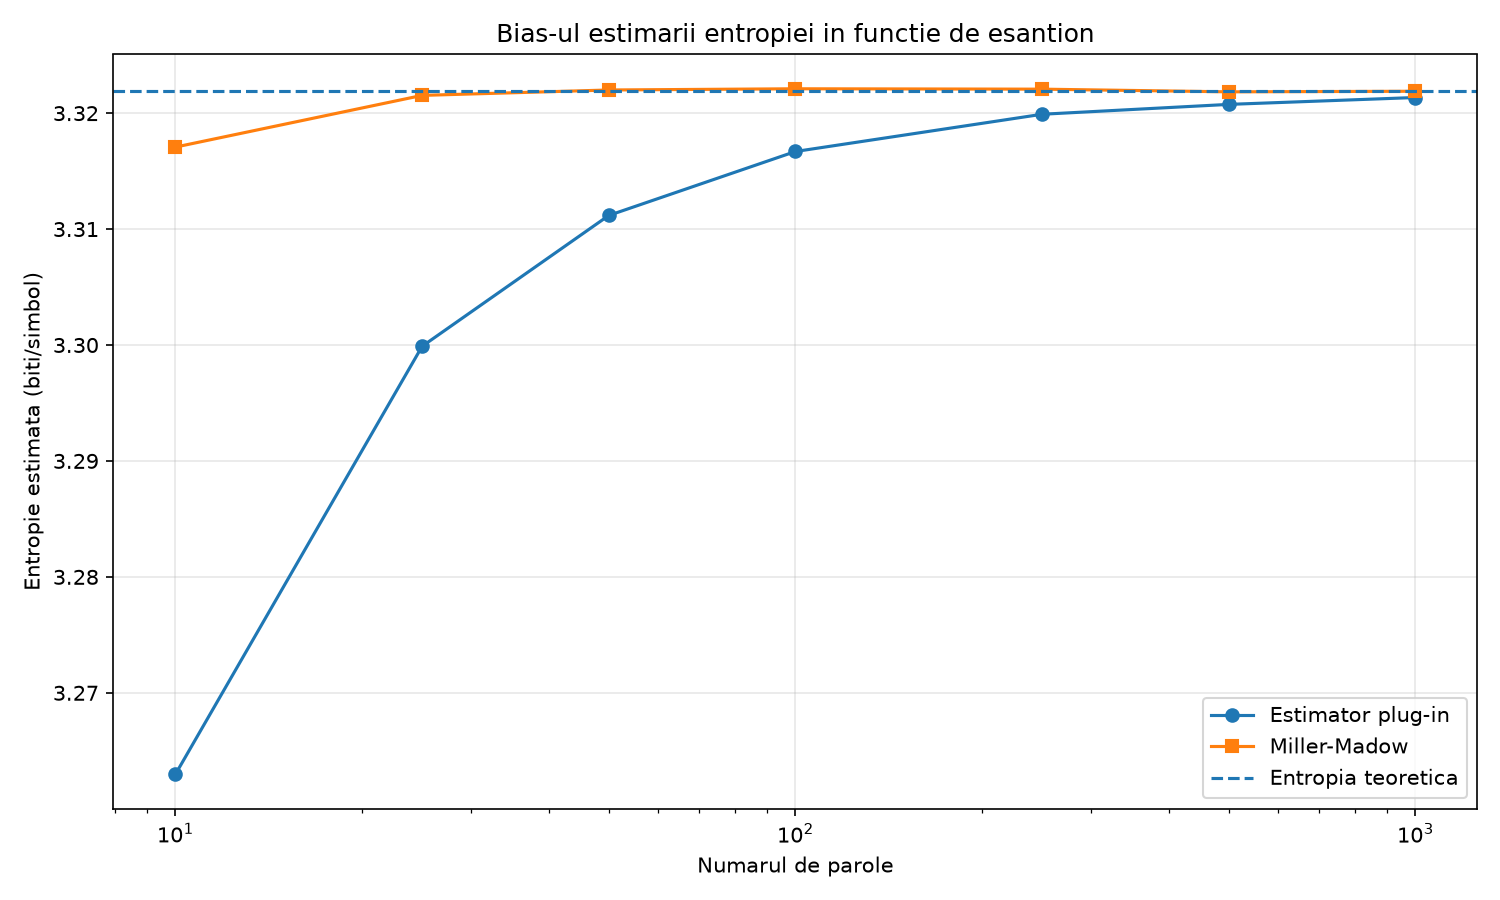 Bias-ul estimarii entropiei in functie de esantion
Entropie estimata (biti/simbol)
3.32
3.31
3.30
3.29
3.28
3.27
10¹
10²
10³
Numarul de parole
Estimator plug-in
Miller-Madow
Entropia teoretica